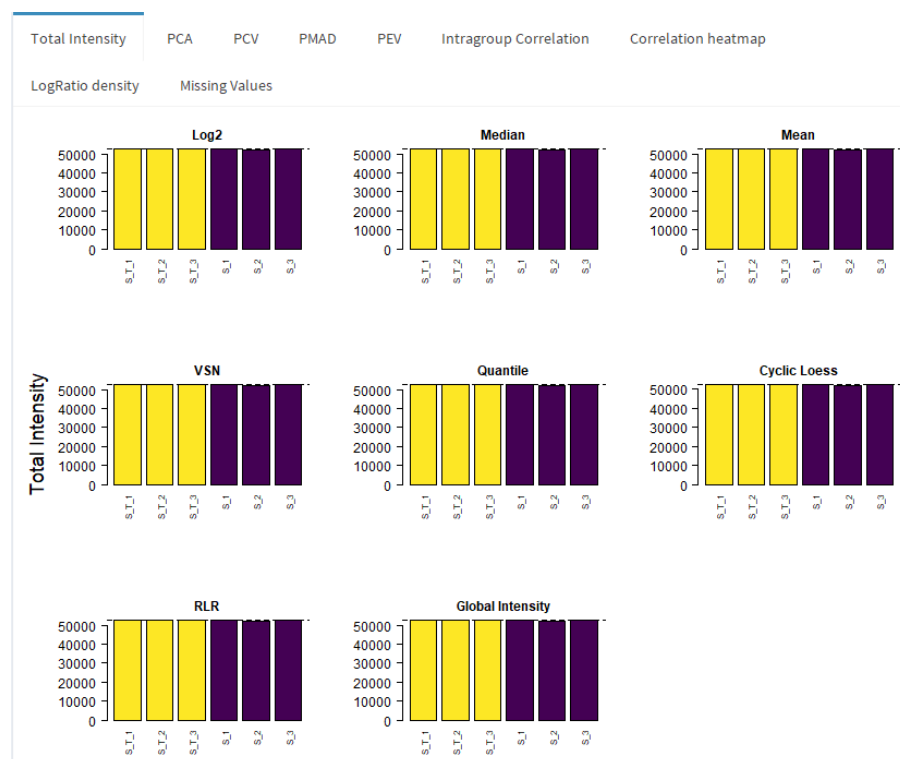 Total Intensity PCA PCV PMAD PEV Intragroup Correlation Correlation heatmap
LogRatio density Missing Values
Log2 Median Mean
50000 50000 50000
40000 40000 40000
30000 30000 30000
20000 20000 20000
10000 10000 10000
0 0 0
S_T_1 S_T_2 S_T_3 S_1 S_2 S_3 S_T_1 S_T_2 S_T_3 S_1 S_2 S_3 S_T_1 S_T_2 S_T_3 S_1 S_2 S_3
Total Intensity
VSN Quantile Cyclic Loess
50000 50000 50000
40000 40000 40000
30000 30000 30000
20000 20000 20000
10000 10000 10000
0 0 0
S_T_1 S_T_2 S_T_3 S_1 S_2 S_3 S_T_1 S_T_2 S_T_3 S_1 S_2 S_3 S_T_1 S_T_2 S_T_3 S_1 S_2 S_3
RLR Global Intensity
50000 50000
40000 40000
30000 30000
20000 20000
10000 10000
0 0
S_T_1 S_T_2 S_T_3 S_1 S_2 S_3 S_T_1 S_T_2 S_T_3 S_1 S_2 S_3